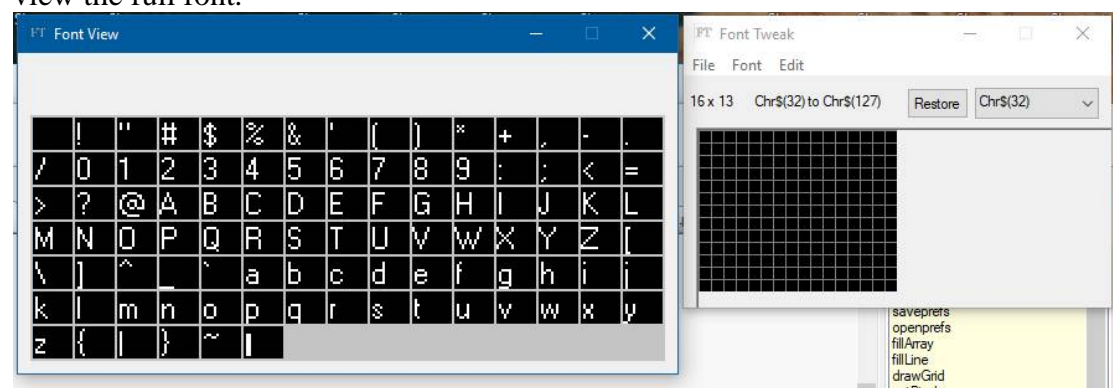 view the full font.
FT Font View
FT Font Tweak
File Font Edit
16 x 13 Chr$(32) to Chr$(127) Restore Chr$(32)
! " # $ % & ' ( ) * + , - .
/ 0 1 2 3 4 5 6 7 8 9 : ; < =
> ? @ A B C D E F G H I J K L
M N O P Q R S T U V W X Y Z [
\ ] ^ _ ` a b c d e f g h i j
k l m n o p q r s t u v w x y
z { | } ~
saveprefs
openprefs
fillArray
fillLine
drawGrid